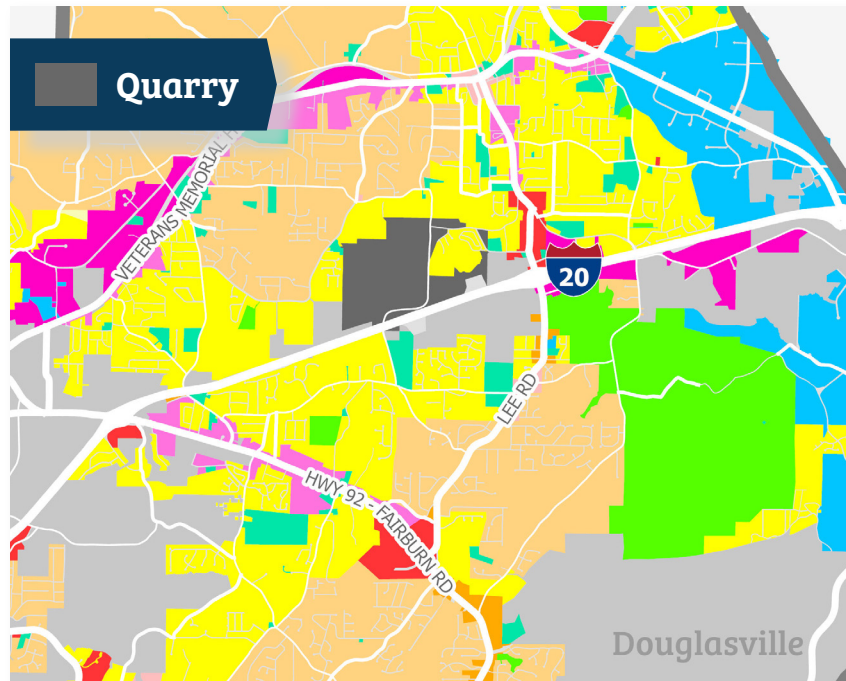 Quarry
VETERANS MEMORIAL H
20
LEE RD
HWY 92 - FAIRBURN RD
Douglasville